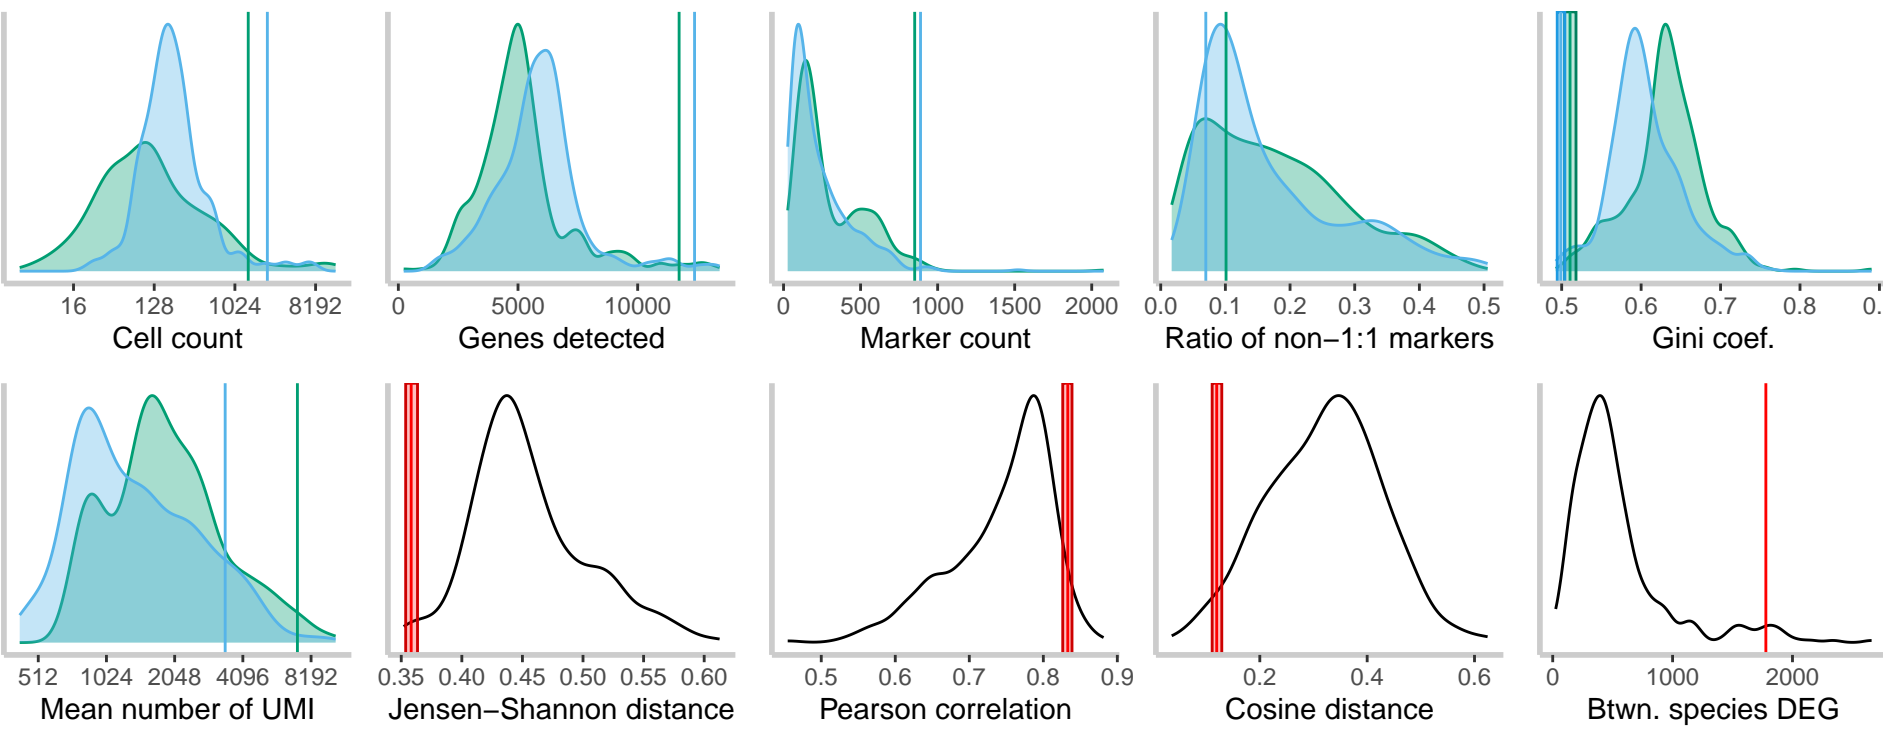 16 128 1024 8192
Cell count
0 5000 10000
Genes detected
0 500 1000 1500 2000
Marker count
0.0 0.1 0.2 0.3 0.4 0.5
Ratio of non−1:1 markers
0.5 0.6 0.7 0.8 0.
Gini coef.
512 1024 2048 4096 8192
Mean number of UMI
0.35 0.40 0.45 0.50 0.55 0.60
Jensen−Shannon distance
0.5 0.6 0.7 0.8 0.9
Pearson correlation
0.2 0.4 0.6
Cosine distance
0 1000 2000
Btwn. species DEG